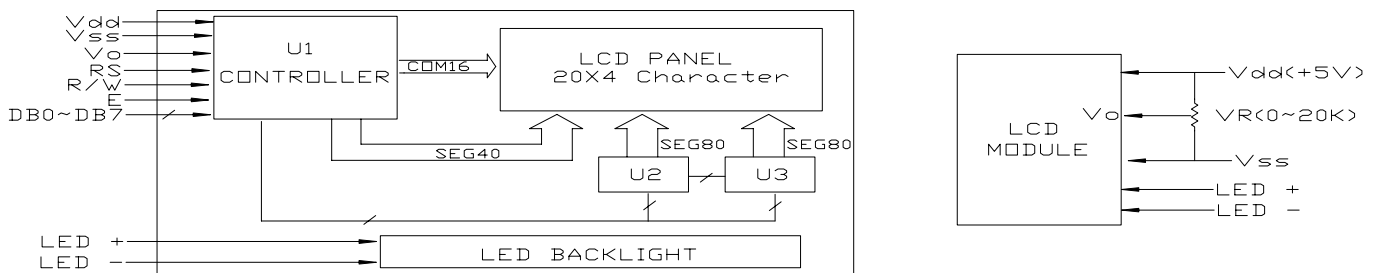 Vdd
Vss
Vo
RS
R/W
E
DB0~DB7
U1
CONTROLLER
COM16
LCD PANEL
20X4 Character
SEG40
SEG80
SEG80
U2
U3
LED +
LED -
LED BACKLIGHT
LCD
MODULE
Vdd(+5V)
Vo
VR(0~20K)
Vss
LED +
LED -